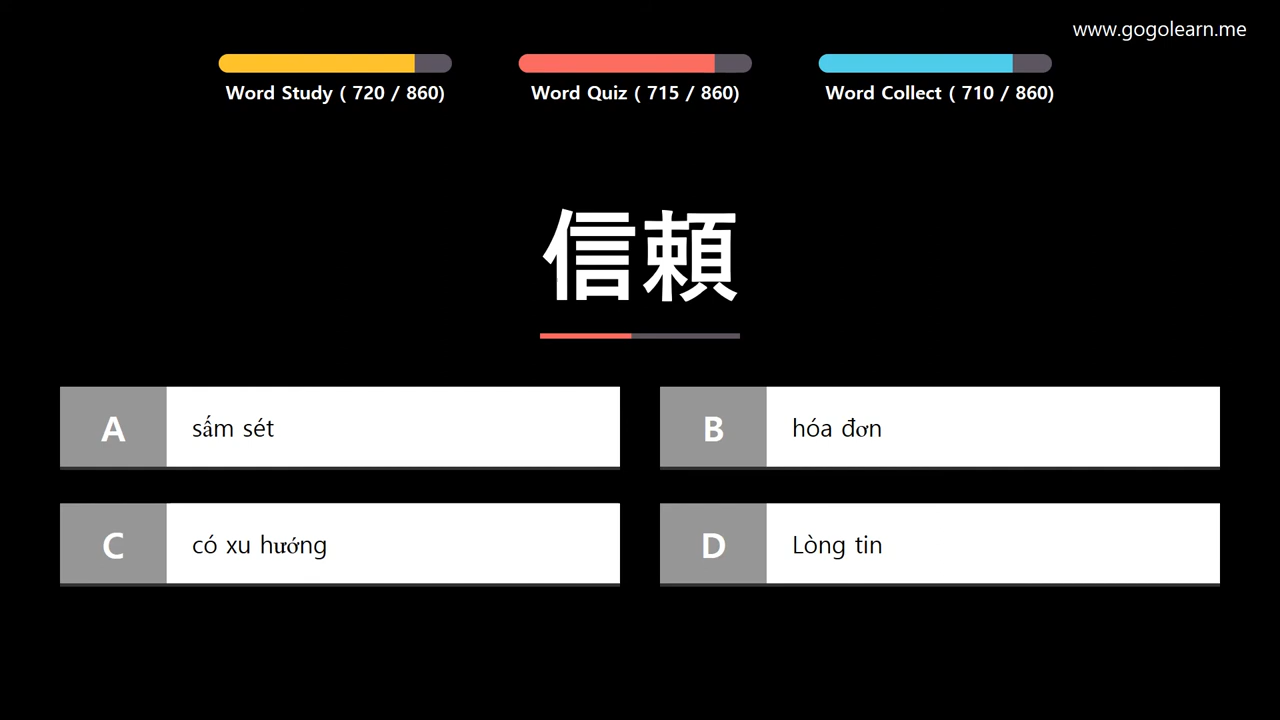 www.gogolearn.me
Word Study ( 720 / 860)
Word Quiz ( 715 / 860)
Word Collect ( 710 / 860)
信頼
A sấm sét
B hóa đơn
C có xu hướng
D Lòng tin